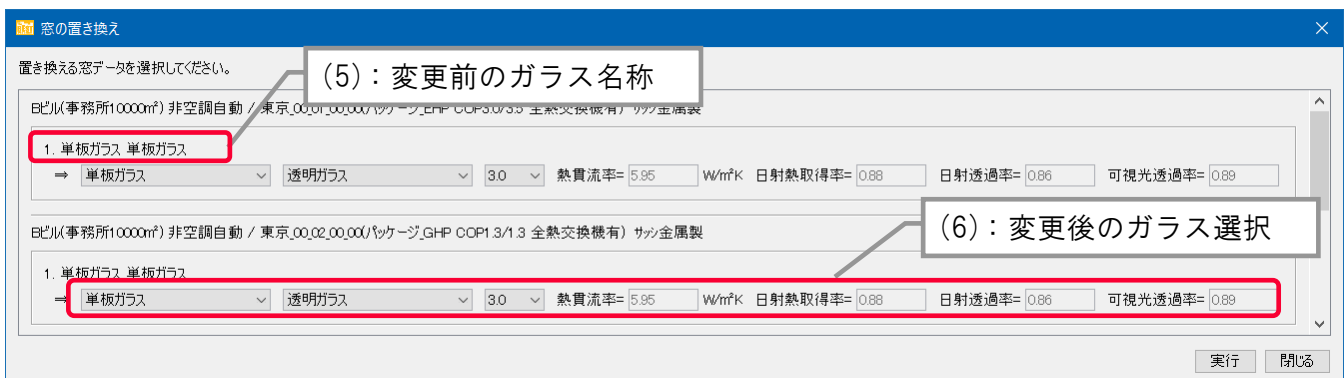 窓の置き換え
置き換える窓データを選択してください。
(5)：変更前のガラス名称
Bビル(事務所10000㎡) 非空調自動 / 東京_00_01_00_00(パッケージ_EHP COP3.0/3.5 全熱交換機有) サッシ金属製
1. 単板ガラス 単板ガラス
⇒ 単板ガラス 透明ガラス 3.0 熱貫流率= 5.95 W/㎡K 日射熱取得率= 0.88 日射透過率= 0.86 可視光透過率= 0.89
(6)：変更後のガラス選択
Bビル(事務所10000㎡) 非空調自動 / 東京_00_02_00_00(パッケージ_GHP COP1.3/1.3 全熱交換機有) サッシ金属製
1. 単板ガラス 単板ガラス
⇒ 単板ガラス 透明ガラス 3.0 熱貫流率= 5.95 W/㎡K 日射熱取得率= 0.88 日射透過率= 0.86 可視光透過率= 0.89
実行 閉じる